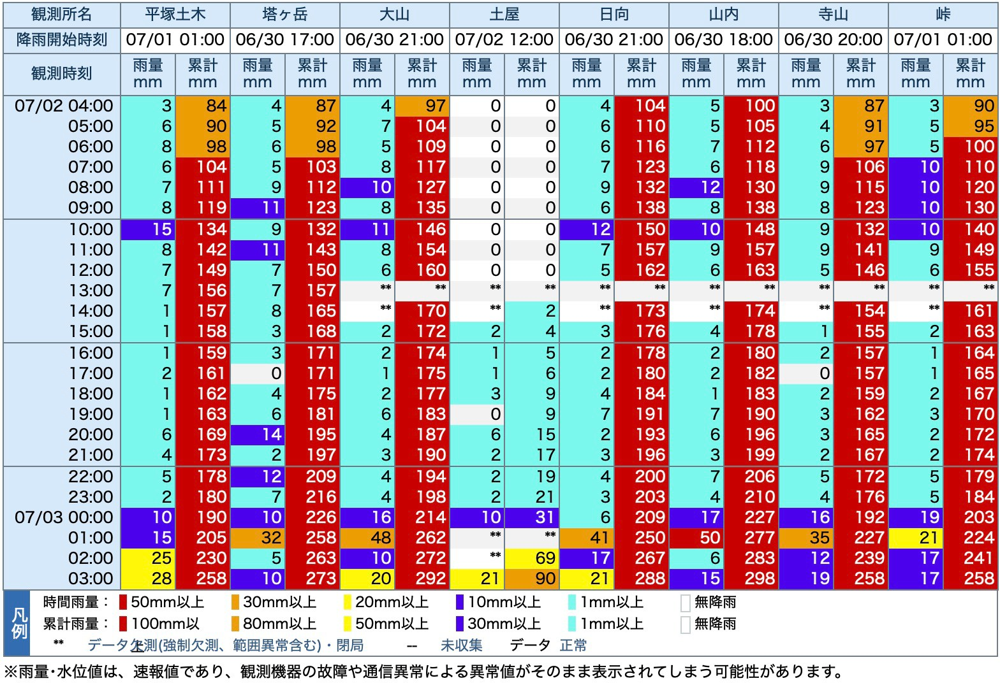 観測所名 平塚土木 塔ヶ岳 大山 土屋 日向 山内 寺山 峠
降雨開始時刻 07/01 01:00 06/30 17:00 06/30 21:00 07/02 12:00 06/30 21:00 06/30 18:00 06/30 20:00 07/01 01:00
観測時刻 雨量 累計 雨量 累計 雨量 累計 雨量 累計 雨量 累計 雨量 累計 雨量 累計 雨量 累計
mm mm mm mm mm mm mm mm mm mm mm mm mm mm mm mm
07/02 04:00 3 84 4 87 4 97 0 0 4 104 5 100 3 87 3 90
05:00 6 90 5 92 7 104 0 0 6 110 5 105 4 91 5 95
06:00 8 98 6 98 5 109 0 0 6 116 7 112 6 97 5 100
07:00 6 104 5 103 8 117 0 0 7 123 6 118 9 106 10 110
08:00 7 111 9 112 10 127 0 0 9 132 12 130 9 115 10 120
09:00 8 119 11 123 8 135 0 0 6 138 8 138 8 123 10 130
10:00 15 134 9 132 11 146 0 0 12 150 10 148 9 132 10 140
11:00 8 142 11 143 8 154 0 0 7 157 9 157 9 141 9 149
12:00 7 149 7 150 6 160 0 0 5 162 6 163 5 146 6 155
13:00 7 156 7 157 ** ** ** ** ** ** ** ** ** ** ** **
14:00 1 157 8 165 ** 170 ** 2 ** 173 ** 174 ** 154 ** 161
15:00 1 158 3 168 2 172 2 4 3 176 4 178 1 155 2 163
16:00 1 159 3 171 2 174 1 5 2 178 2 180 2 157 1 164
17:00 2 161 0 171 1 175 1 6 2 180 2 182 0 157 1 165
18:00 1 162 4 175 2 177 3 9 4 184 1 183 2 159 2 167
19:00 1 163 6 181 6 183 0 9 7 191 7 190 3 162 3 170
20:00 6 169 14 195 4 187 6 15 2 193 6 196 3 165 2 172
21:00 4 173 2 197 3 190 2 17 3 196 3 199 2 167 2 174
22:00 5 178 12 209 4 194 2 19 4 200 7 206 5 172 5 179
23:00 2 180 7 216 4 198 2 21 3 203 4 210 4 176 5 184
07/03 00:00 10 190 10 226 16 214 10 31 6 209 17 227 16 192 19 203
01:00 15 205 32 258 48 262 ** ** 41 250 50 277 35 227 21 224
02:00 25 230 5 263 10 272 ** 69 17 267 6 283 12 239 17 241
03:00 28 258 10 273 20 292 21 90 21 288 15 298 19 258 17 258
凡例
時間雨量： 50mm以上 30mm以上 20mm以上 10mm以上 1mm以上 無降雨
累計雨量： 100mm以上 80mm以上 50mm以上 30mm以上 1mm以上 無降雨
** データ欠測(強制欠測、範囲異常含む)・閉局 -- 未収集 データ 正常
※雨量・水位値は、速報値であり、観測機器の故障や通信異常による異常値がそのまま表示されてしまう可能性があります。